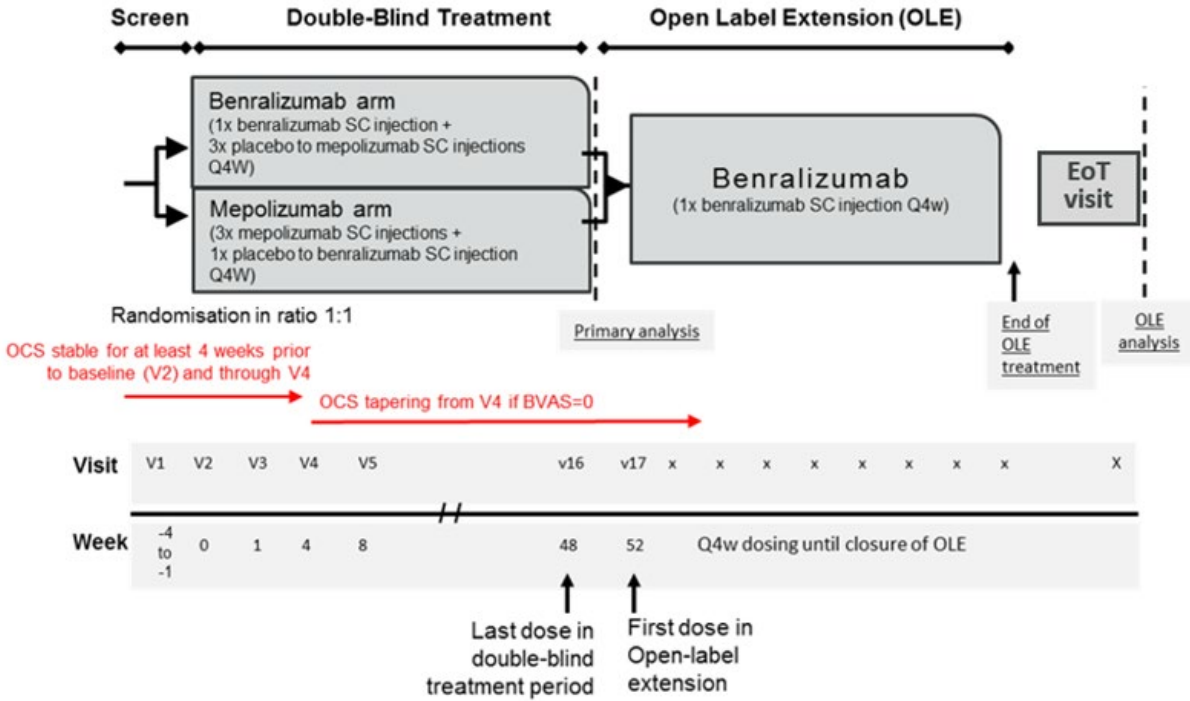 Screen
Double-Blind Treatment
Open Label Extension (OLE)
Benralizumab arm
(1x benralizumab SC injection +
3x placebo to mepolizumab SC injections
Q4W)
Mepolizumab arm
(3x mepolizumab SC injections +
1x placebo to benralizumab SC injection
Q4W)
Benralizumab
(1x benralizumab SC injection Q4w)
EoT
visit
Randomisation in ratio 1:1
Primary analysis
End of
OLE
treatment
OLE
analysis
OCS stable for at least 4 weeks prior
to baseline (V2) and through V4
OCS tapering from V4 if BVAS=0
Visit V1 V2 V3 V4 V5 v16 v17 x x x x x x x x X
Week -4 to -1 0 1 4 8 48 52 Q4w dosing until closure of OLE
Last dose in
double-blind
treatment period
First dose in
Open-label
extension